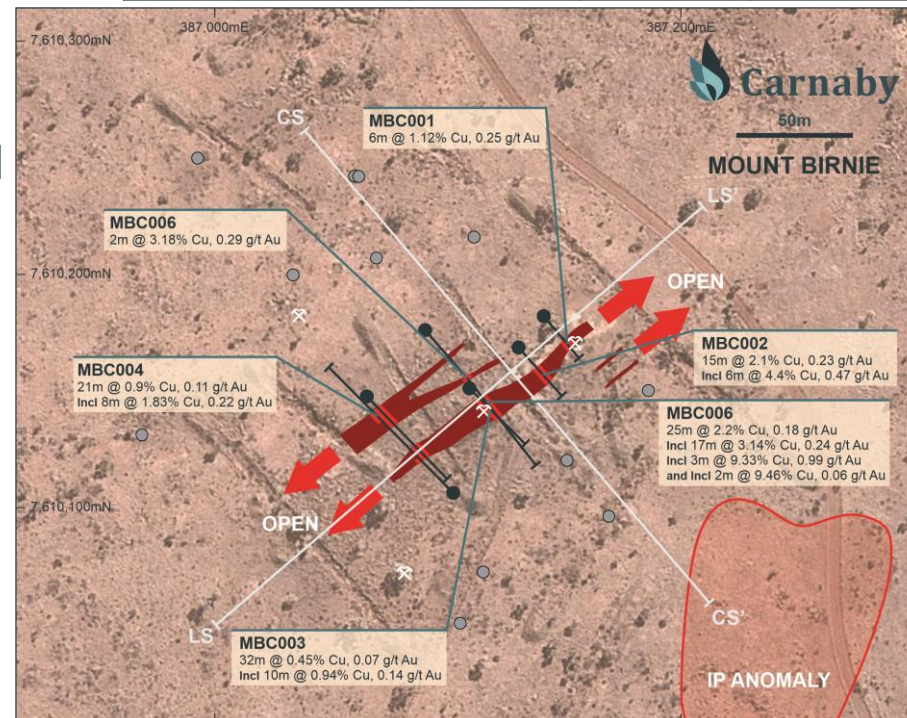 387,000mE
387,200mE
7,610,300mN
Carnaby
50m
MOUNT BIRNIE
CS
MBC001
6m @ 1.12% Cu, 0.25 g/t Au
LS'
MBC006
2m @ 3.18% Cu, 0.29 g/t Au
7,610,200mN
OPEN
MBC002
15m @ 2.1% Cu, 0.23 g/t Au
Incl 6m @ 4.4% Cu, 0.47 g/t Au
MBC004
21m @ 0.9% Cu, 0.11 g/t Au
Incl 8m @ 1.83% Cu, 0.22 g/t Au
MBC006
25m @ 2.2% Cu, 0.18 g/t Au
Incl 17m @ 3.14% Cu, 0.24 g/t Au
Incl 3m @ 9.33% Cu, 0.99 g/t Au
and Incl 2m @ 9.46% Cu, 0.06 g/t Au
7,610,100mN
OPEN
CS'
LS
MBC003
32m @ 0.45% Cu, 0.07 g/t Au
Incl 10m @ 0.94% Cu, 0.14 g/t Au
IP ANOMALY